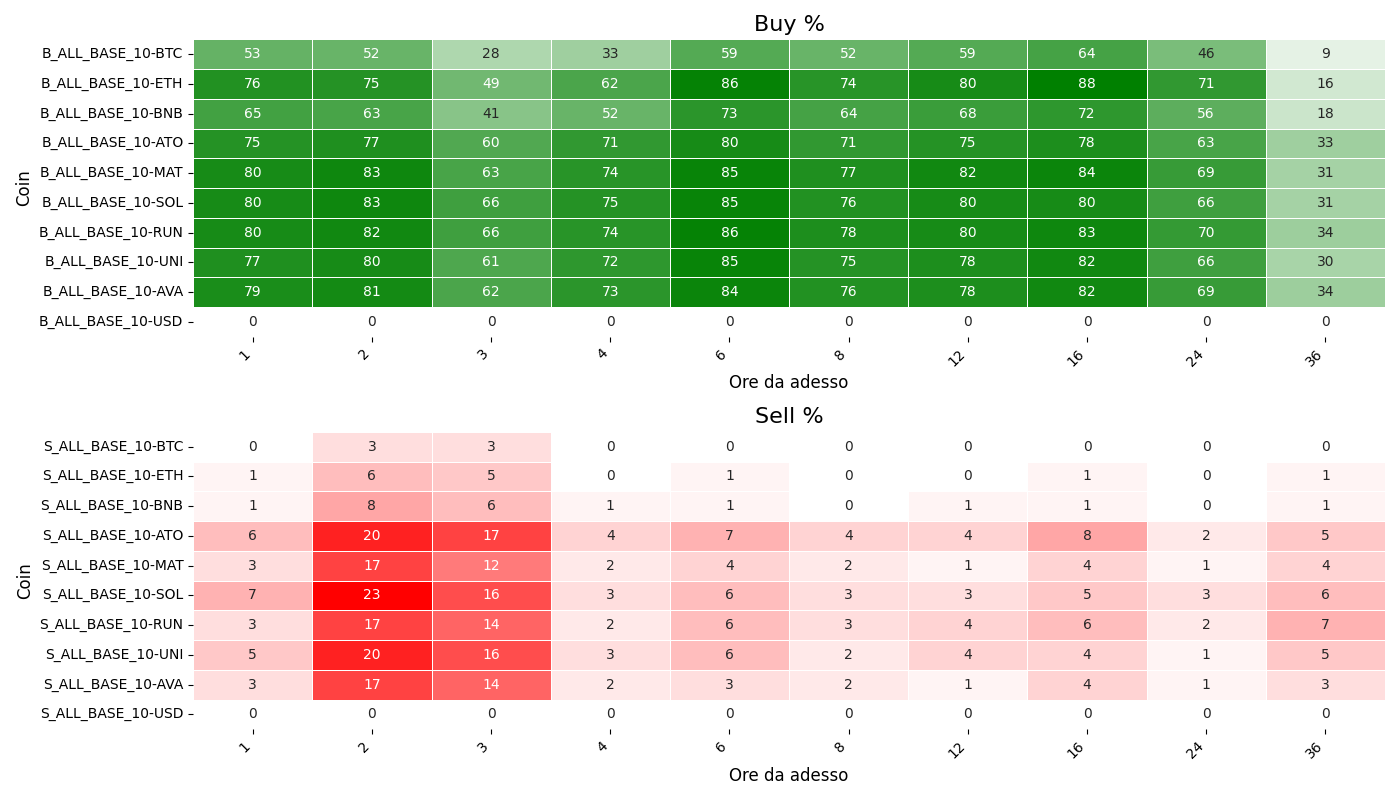 Buy %
B_ALL_BASE_10-BTC 53 52 28 33 59 52 59 64 46 9
B_ALL_BASE_10-ETH 76 75 49 62 86 74 80 88 71 16
B_ALL_BASE_10-BNB 65 63 41 52 73 64 68 72 56 18
B_ALL_BASE_10-ATO 75 77 60 71 80 71 75 78 63 33
B_ALL_BASE_10-MAT 80 83 63 74 85 77 82 84 69 31
B_ALL_BASE_10-SOL 80 83 66 75 85 76 80 80 66 31
B_ALL_BASE_10-RUN 80 82 66 74 86 78 80 83 70 34
B_ALL_BASE_10-UNI 77 80 61 72 85 75 78 82 66 30
B_ALL_BASE_10-AVA 79 81 62 73 84 76 78 82 69 34
B_ALL_BASE_10-USD 0 0 0 0 0 0 0 0 0 0
Coin
1 2 3 4 6 8 12 16 24 36
Ore da adesso
Sell %
S_ALL_BASE_10-BTC 0 3 3 0 0 0 0 0 0 0
S_ALL_BASE_10-ETH 1 6 5 0 1 0 0 1 0 1
S_ALL_BASE_10-BNB 1 8 6 1 1 0 1 1 0 1
S_ALL_BASE_10-ATO 6 20 17 4 7 4 4 8 2 5
S_ALL_BASE_10-MAT 3 17 12 2 4 2 1 4 1 4
S_ALL_BASE_10-SOL 7 23 16 3 6 3 3 5 3 6
S_ALL_BASE_10-RUN 3 17 14 2 6 3 4 6 2 7
S_ALL_BASE_10-UNI 5 20 16 3 6 2 4 4 1 5
S_ALL_BASE_10-AVA 3 17 14 2 3 2 1 4 1 3
S_ALL_BASE_10-USD 0 0 0 0 0 0 0 0 0 0
Coin
1 2 3 4 6 8 12 16 24 36
Ore da adesso